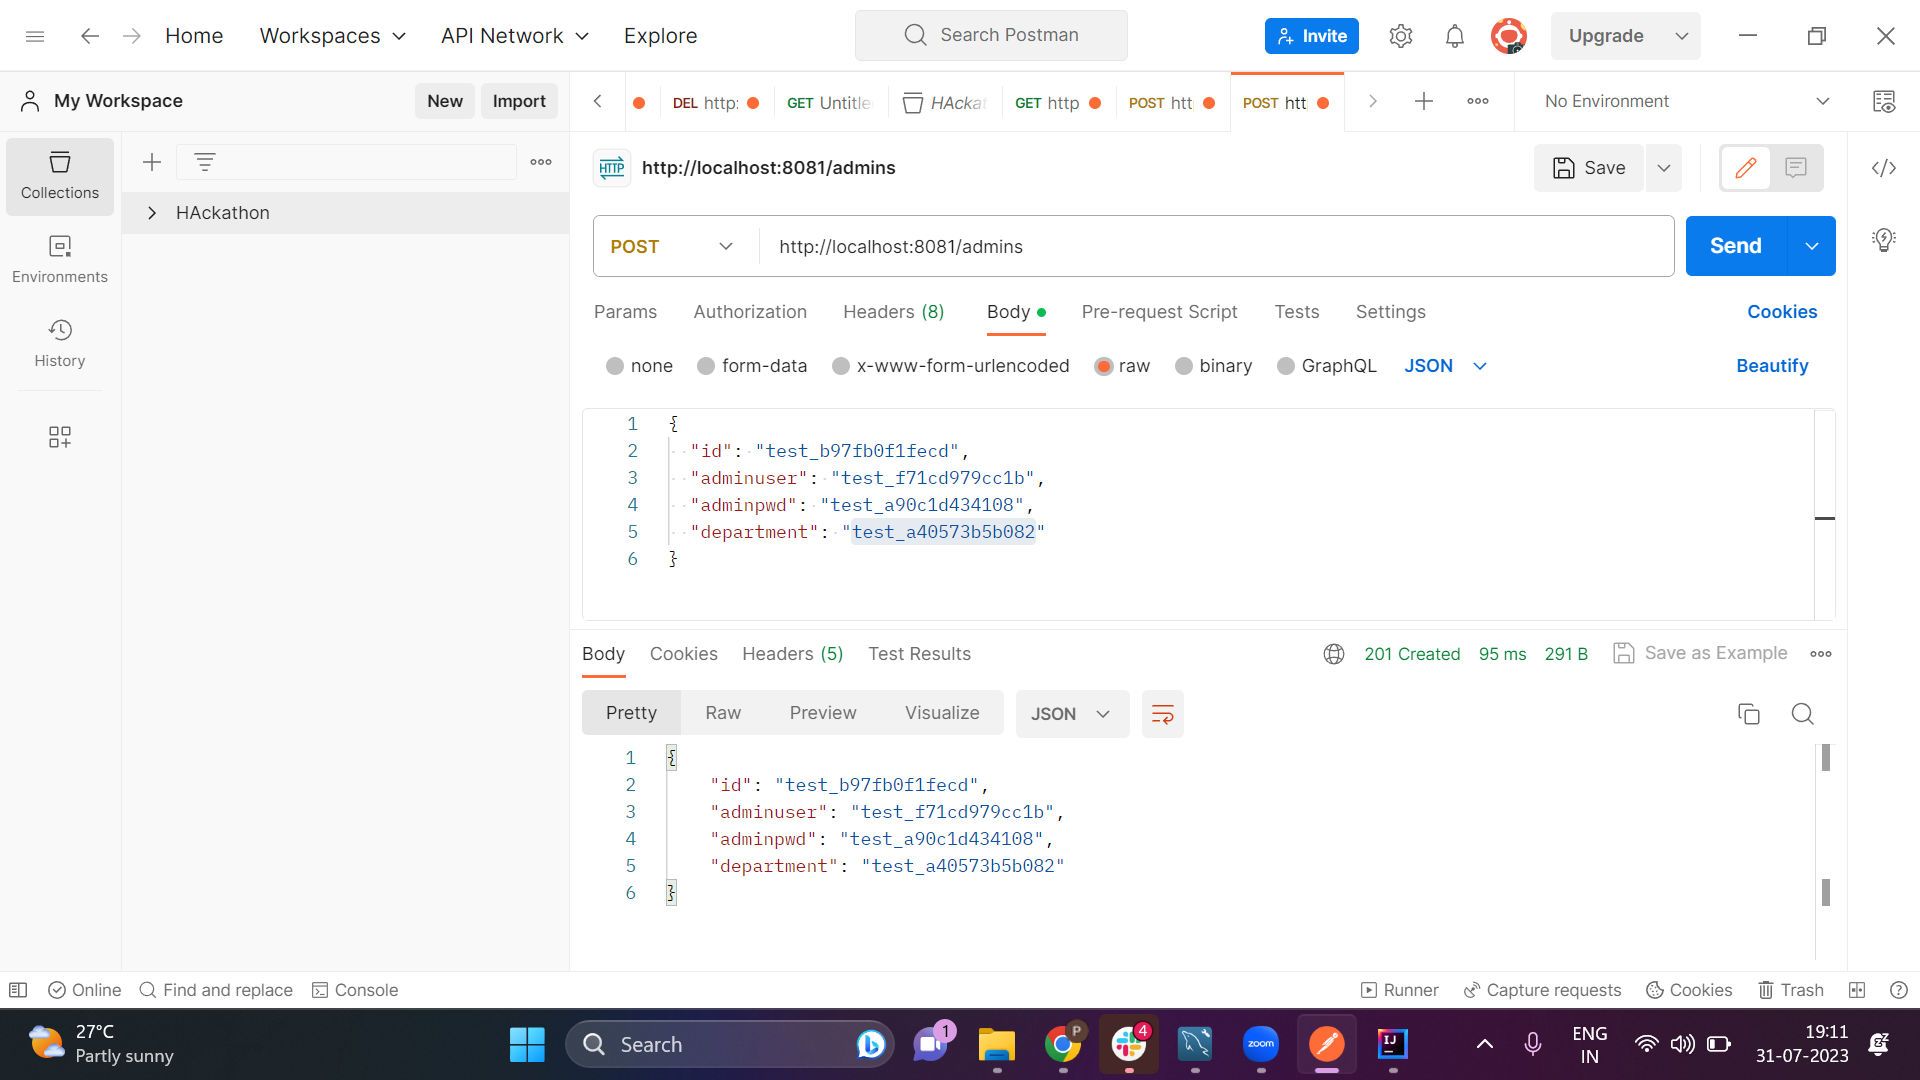 Home Workspaces API Network Explore Search Postman Invite Upgrade
My Workspace New Import DEL http: GET Untitle HAckat GET http POST htt POST htt No Environment
Collections
Environments
History
HAckathon
HTTP http://localhost:8081/admins Save
POST http://localhost:8081/admins Send
Params Authorization Headers (8) Body Pre-request Script Tests Settings Cookies
none form-data x-www-form-urlencoded raw binary GraphQL JSON Beautify
1 {
2 "id": "test_b97fb0f1fecd",
3 "adminuser": "test_f71cd979cc1b",
4 "adminpwd": "test_a90c1d434108",
5 "department": "test_a40573b5b082"
6 }
Body Cookies Headers (5) Test Results 201 Created 95 ms 291 B Save as Example
Pretty Raw Preview Visualize JSON
1 {
2 "id": "test_b97fb0f1fecd",
3 "adminuser": "test_f71cd979cc1b",
4 "adminpwd": "test_a90c1d434108",
5 "department": "test_a40573b5b082"
6 }
Online Find and replace Console Runner Capture requests Cookies Trash
27°C
Partly sunny
Search
1
P
4
zoom
IJ
ENG
IN
19:11
31-07-2023